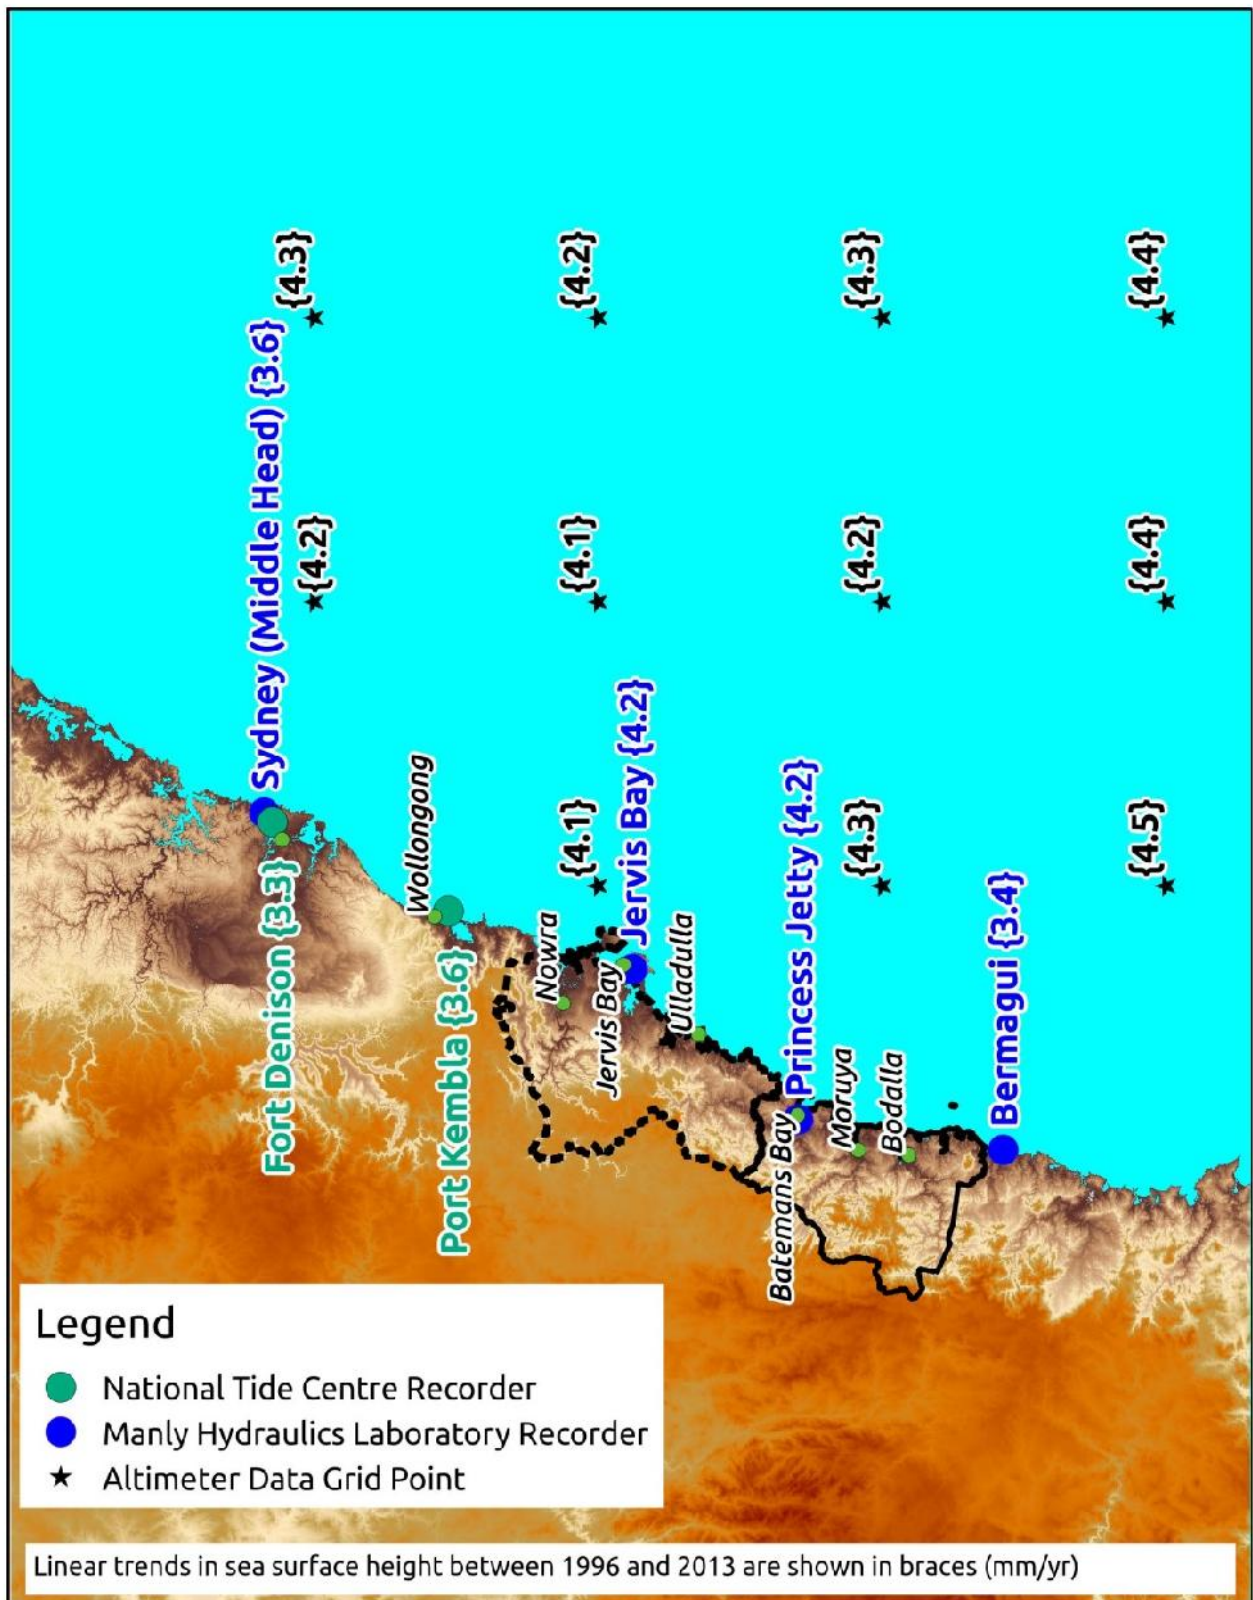 {4.3}
{4.2}
{4.3}
{4.4}
Sydney (Middle Head) {3.6}
{4.2}
{4.1}
{4.2}
{4.4}
Fort Denison {3.3}
Wollongong
Port Kembla {3.6}
Nowra
{4.1}
Jervis Bay
Jervis Bay {4.2}
Ulladulla
Princess Jetty {4.2}
{4.3}
{4.5}
Batemans Bay
Moruya
Bodalla
Bermagui {3.4}
Legend
National Tide Centre Recorder
Manly Hydraulics Laboratory Recorder
Altimeter Data Grid Point
Linear trends in sea surface height between 1996 and 2013 are shown in braces (mm/yr)